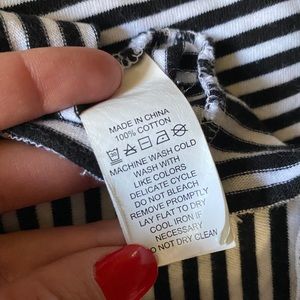 MADE IN CHINA
100% COTTON
MACHINE WASH COLD
WASH WITH
LIKE COLORS
DELICATE CYCLE
DO NOT BLEACH
REMOVE PROMPTLY
LAY FLAT TO DRY
COOL IRON IF
NECESSARY
DO NOT DRY CLEAN